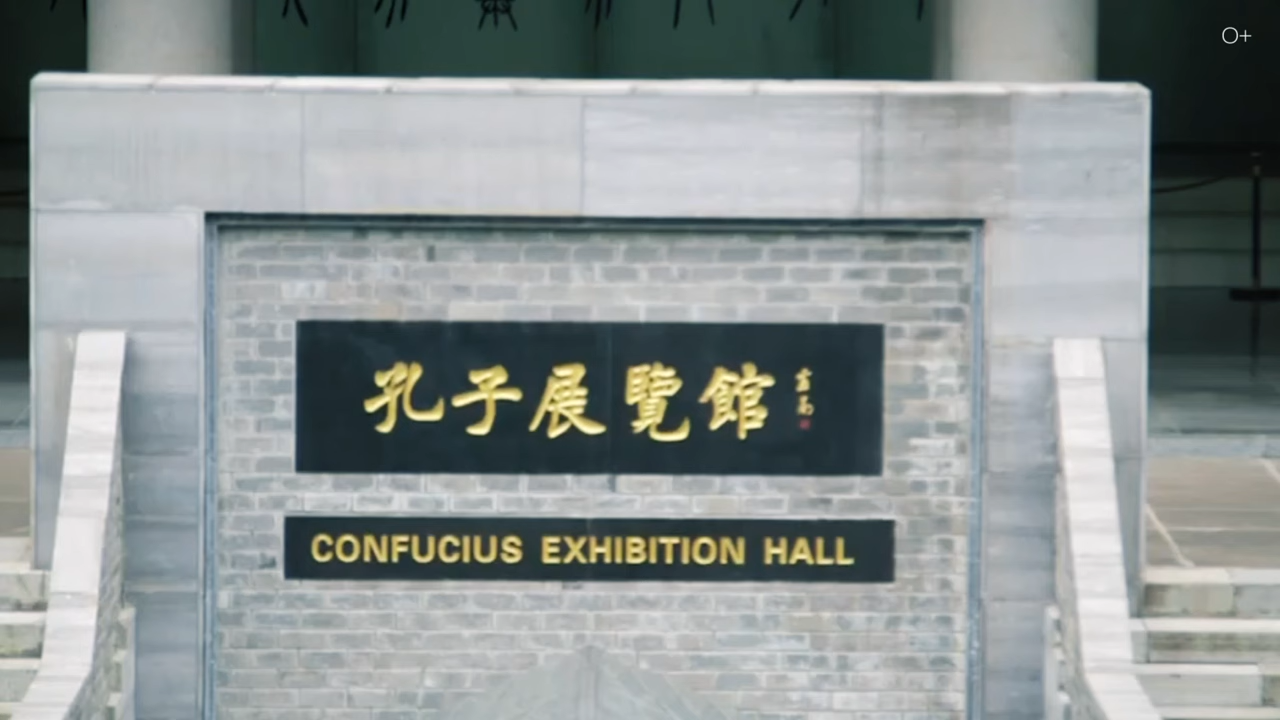 O+
孔子展覽館
CONFUCIUS EXHIBITION HALL